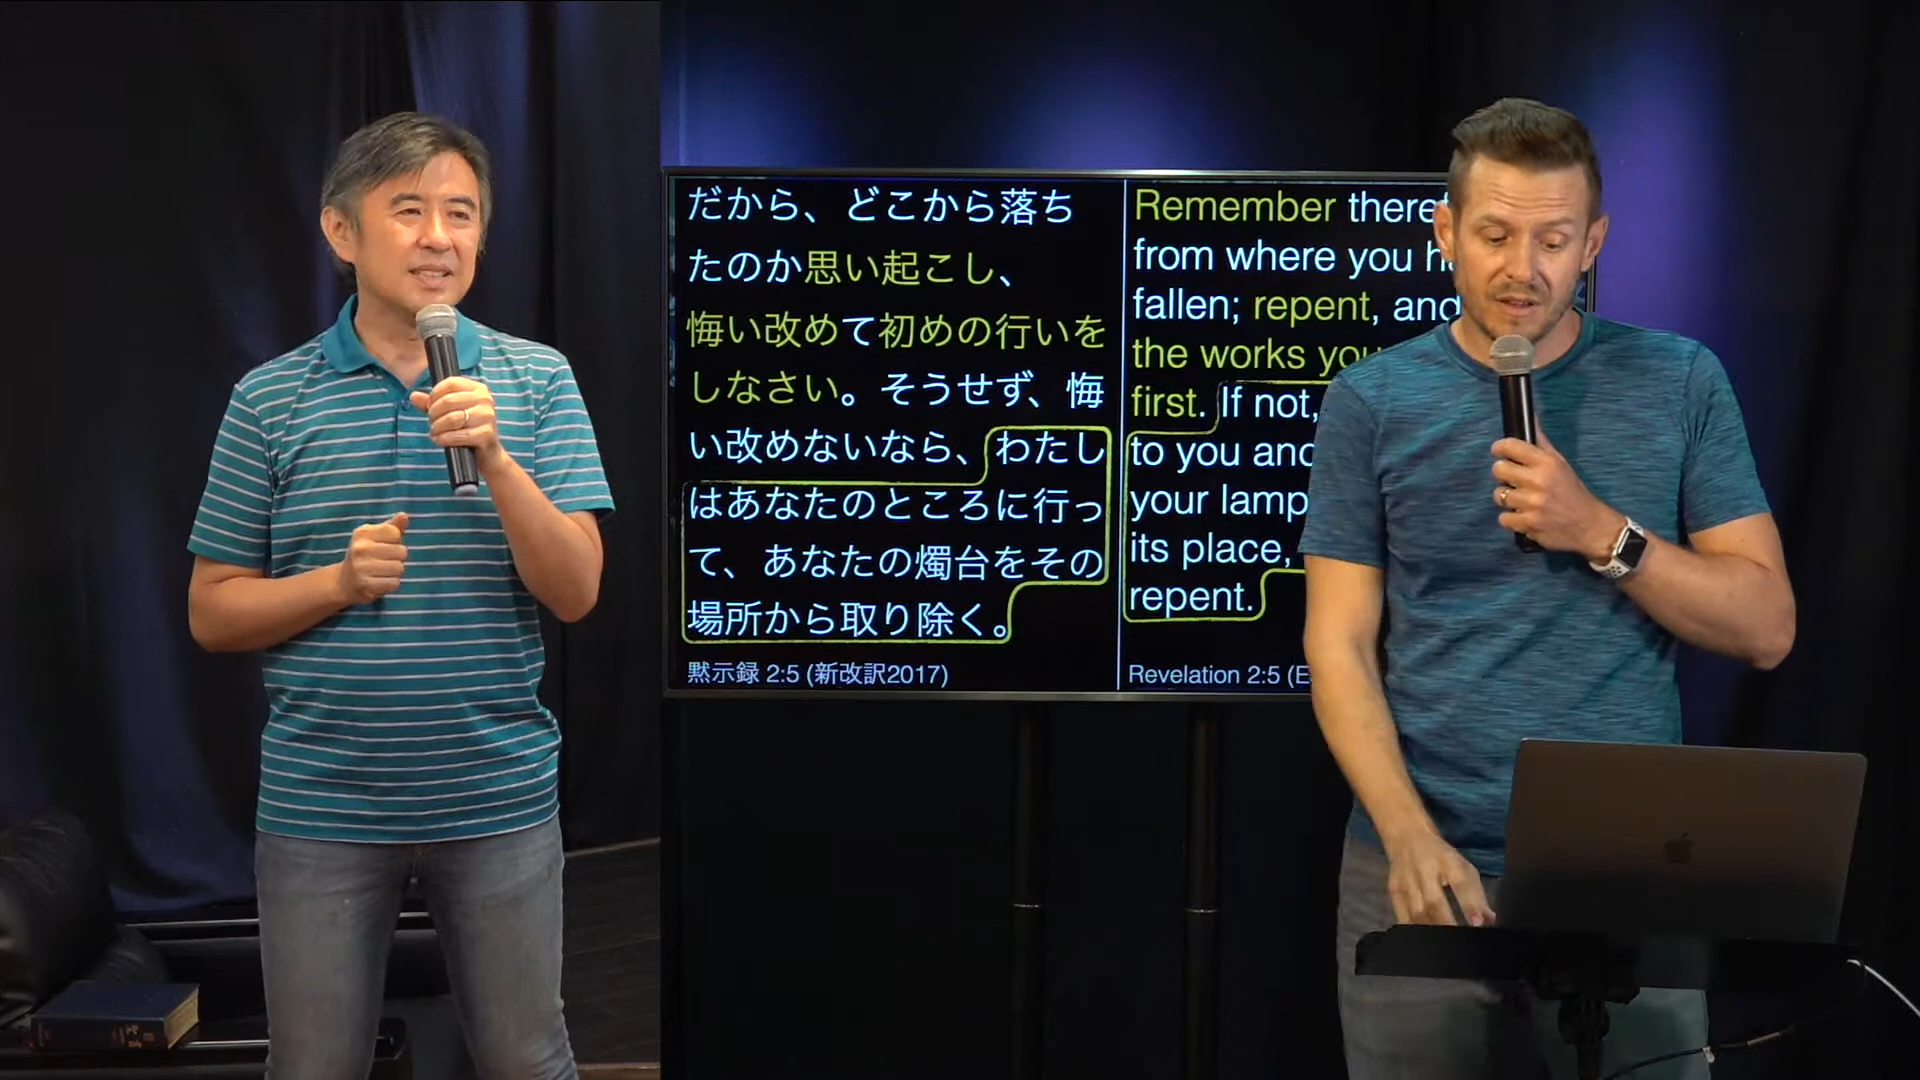 だから、どこから落ち
たのか思い起こし、
悔い改めて初めの行いを
しなさい。そうせず、悔
い改めないなら、わたし
はあなたのところに行っ
て、あなたの燭台をその
場所から取り除く。
黙示録 2:5 (新改訳2017)
Remember
from where you
fallen; repent, and
the works
first. If not,
to you
your
its place,
repent.
Revelation 2:5